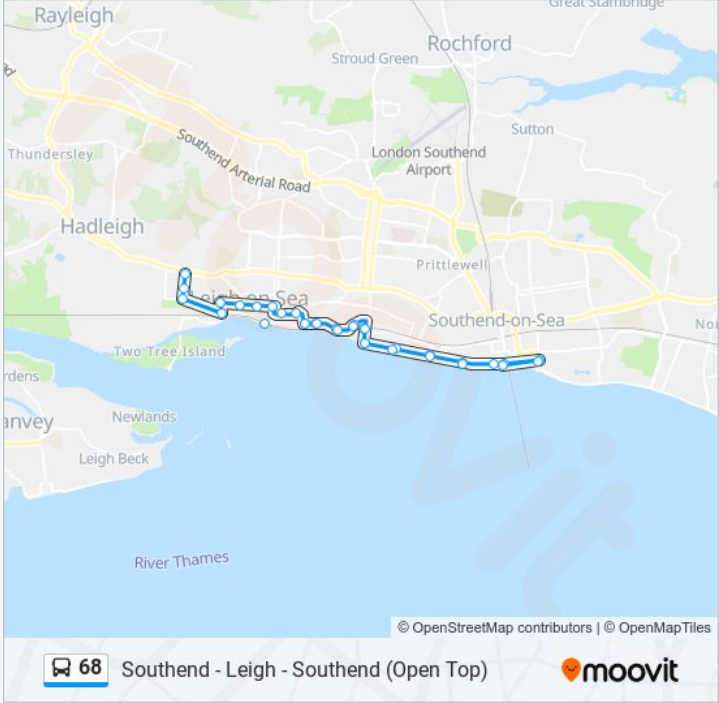 Great Stambridge
Rayleigh
Rochford
Stroud Green
Sutton
Thundersley
Southend Arterial Road
London Southend
Airport
Hadleigh
Prittlewell
Leigh-on-Sea
Southend-on-Sea
Two Tree Island
Newlands
Leigh Beck
River Thames
© OpenStreetMap contributors | © OpenMapTiles
68
Southend - Leigh - Southend (Open Top)
moovit